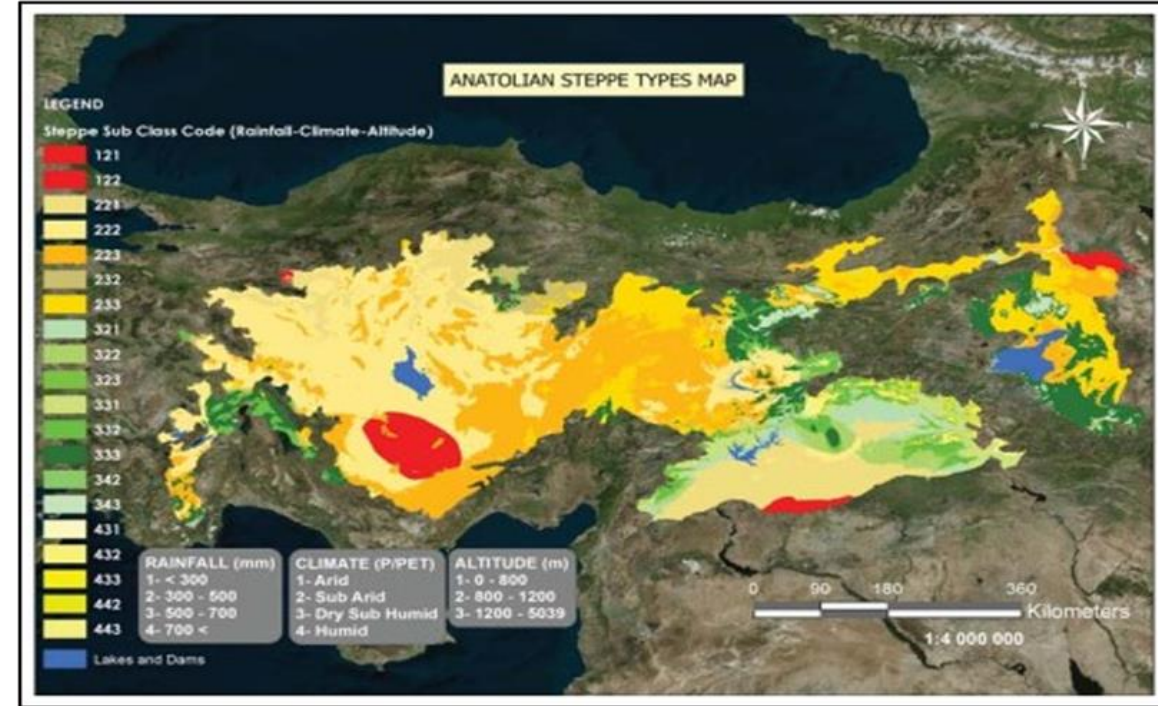 ANATOLIAN STEPPE TYPES MAP
LEGEND
Steppe Sub Class Code (Rainfall-Climate-Altitude)
121
122
221
222
223
232
233
321
322
323
331
332
333
342
343
431
432
433
442
443
Lakes and Dams
RAINFALL (mm)
1- < 300
2- 300 - 500
3- 500 - 700
4- 700 <
CLIMATE (P/PET)
1- Arid
2- Sub Arid
3- Dry Sub Humid
4- Humid
ALTITUDE (m)
1- 0 - 800
2- 800 - 1200
3- 1200 - 5039
0 90 180 360
Kilometers
1:4 000 000